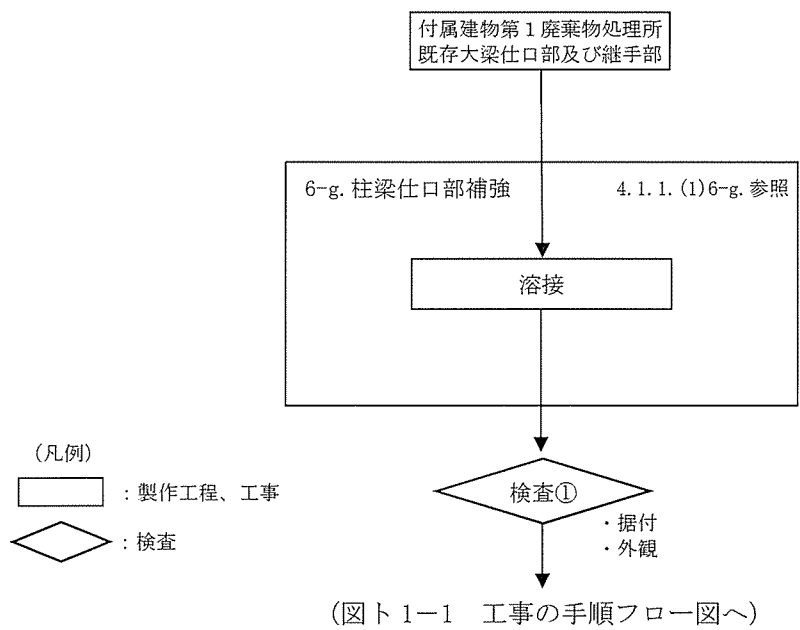 付属建物第1廃棄物処理所
既存大梁仕口部及び継手部
6-g.柱梁仕口部補強
4.1.1.(1)6-g.参照
溶接
(凡例)
：製作工程、工事
：検査
検査①
・据付
・外観
(図ト1－1　工事の手順フロー図へ)